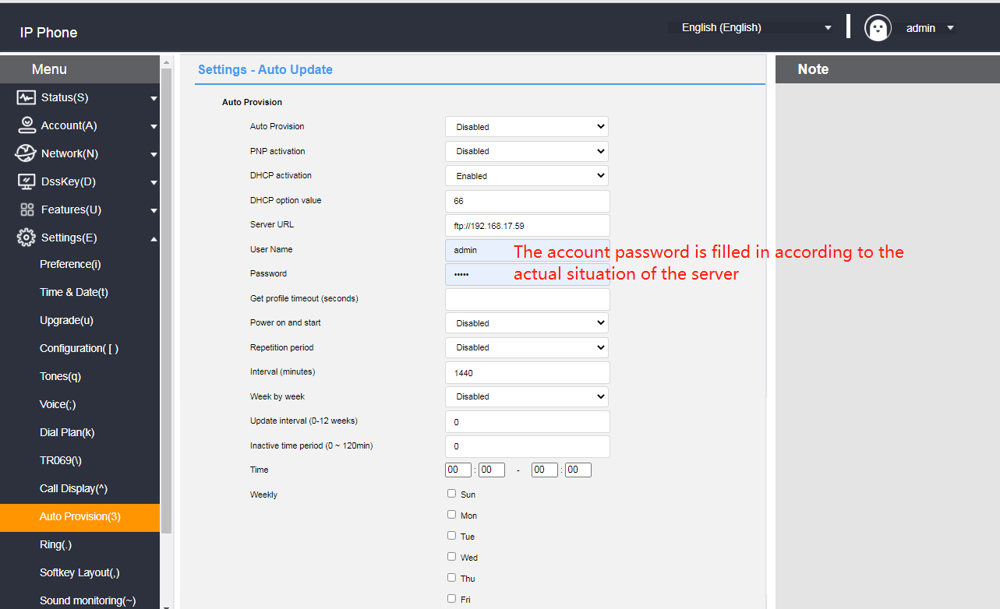 IP Phone
English (English)
admin
Menu
Status(S)
Account(A)
Network(N)
DssKey(D)
Features(U)
Settings(E)
Preference(i)
Time & Date(t)
Upgrade(u)
Configuration( [ )
Tones(q)
Voice(;)
Dial Plan(k)
TR069(\)
Call Display(^)
Auto Provision(3)
Ring(.)
Softkey Layout(,)
Sound monitoring(~)
Settings - Auto Update
Auto Provision
Auto Provision Disabled
PNP activation Disabled
DHCP activation Enabled
DHCP option value 66
Server URL ftp://192.168.17.59
User Name admin
Password •••••
The account password is filled in according to the
actual situation of the server
Get profile timeout (seconds)
Power on and start Disabled
Repetition period Disabled
Interval (minutes) 1440
Week by week Disabled
Update interval (0-12 weeks) 0
Inactive time period (0 ~ 120min) 0
Time 00 : 00 - 00 : 00
Weekly Sun
Mon
Tue
Wed
Thu
Fri
Note